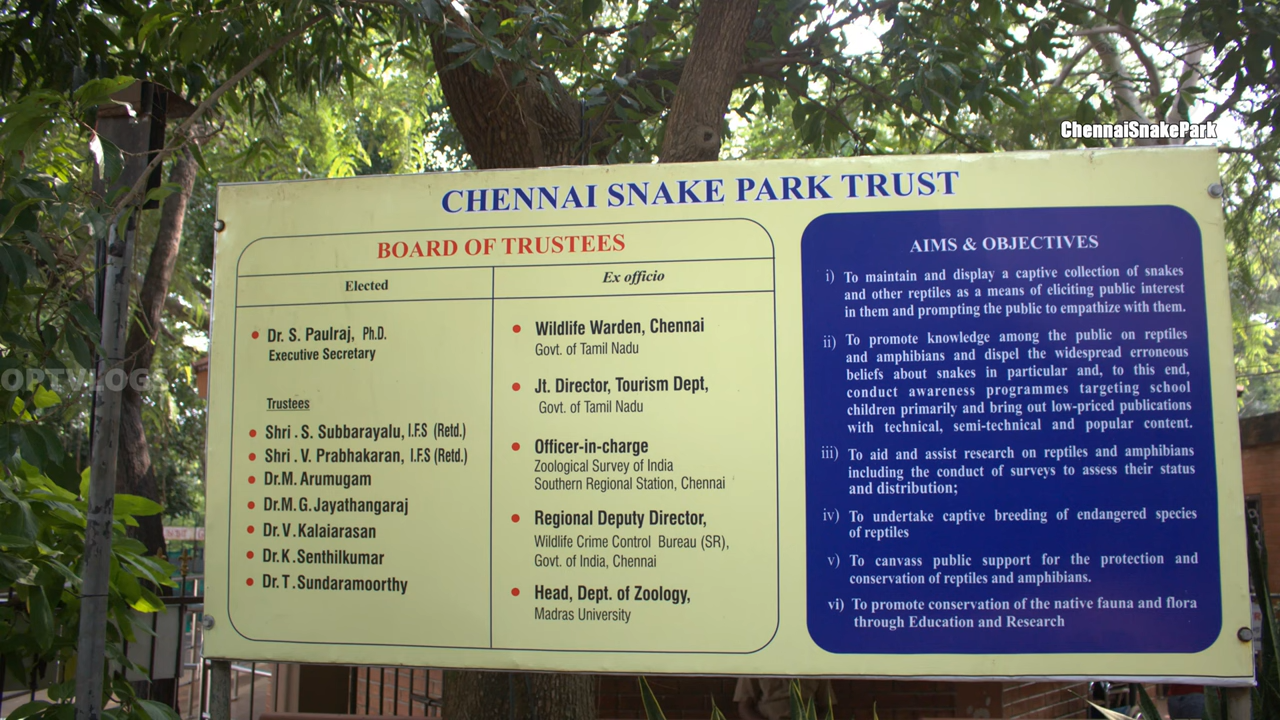 ChennaiSnakePark
CHENNAI SNAKE PARK TRUST
BOARD OF TRUSTEES
Elected
Dr. S. Paulraj, Ph.D.
Executive Secretary
Trustees
Shri . S. Subbarayalu, I.F.S (Retd.)
Shri . V. Prabhakaran, I.F.S (Retd.)
Dr.M. Arumugam
Dr.M.G.Jayathangaraj
Dr.V.Kalaiarasan
Dr.K.Senthilkumar
Dr.T.Sundaramoorthy
Ex officio
Wildlife Warden, Chennai
Govt. of Tamil Nadu
Jt. Director, Tourism Dept,
Govt. of Tamil Nadu
Officer-in-charge
Zoological Survey of India
Southern Regional Station, Chennai
Regional Deputy Director,
Wildlife Crime Control Bureau (SR),
Govt. of India, Chennai
Head, Dept. of Zoology,
Madras University
AIMS & OBJECTIVES
i) To maintain and display a captive collection of snakes
and other reptiles as a means of eliciting public interest
in them and prompting the public to empathize with them.
ii) To promote knowledge among the public on reptiles
and amphibians and dispel the widespread erroneous
beliefs about snakes in particular and, to this end,
conduct awareness programmes targeting school
children primarily and bring out low-priced publications
with technical, semi-technical and popular content.
iii) To aid and assist research on reptiles and amphibians
including the conduct of surveys to assess their status
and distribution;
iv) To undertake captive breeding of endangered species
of reptiles
v) To canvass public support for the protection and
conservation of reptiles and amphibians.
vi) To promote conservation of the native fauna and flora
through Education and Research
OPTVLOGS